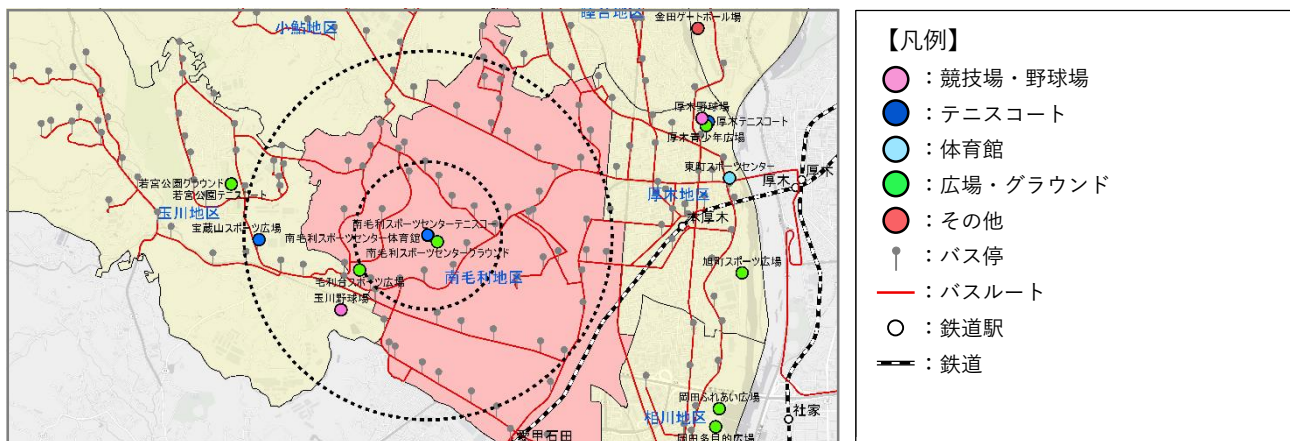 小鮎地区
睦合地区
金田ゲートボール場
厚木野球場
厚木テニスコート
厚木青少年広場
東町スポーツセンター
厚木
厚木
若宮公園グラウンド
若宮公園テニスコート
玉川地区
厚木地区
本厚木
宝蔵山スポーツ広場
南毛利スポーツセンターテニスコー
南毛利スポーツセンター体育館
南毛利スポーツセンターグラウンド
旭町スポーツ広場
毛利台スポーツ広場
南毛利地区
玉川野球場
岡田ふれあい広場
相川地区
社家
愛甲石田
岡田多目的広場
【凡例】
：競技場・野球場
：テニスコート
：体育館
：広場・グラウンド
：その他
：バス停
：バスルート
：鉄道駅
：鉄道